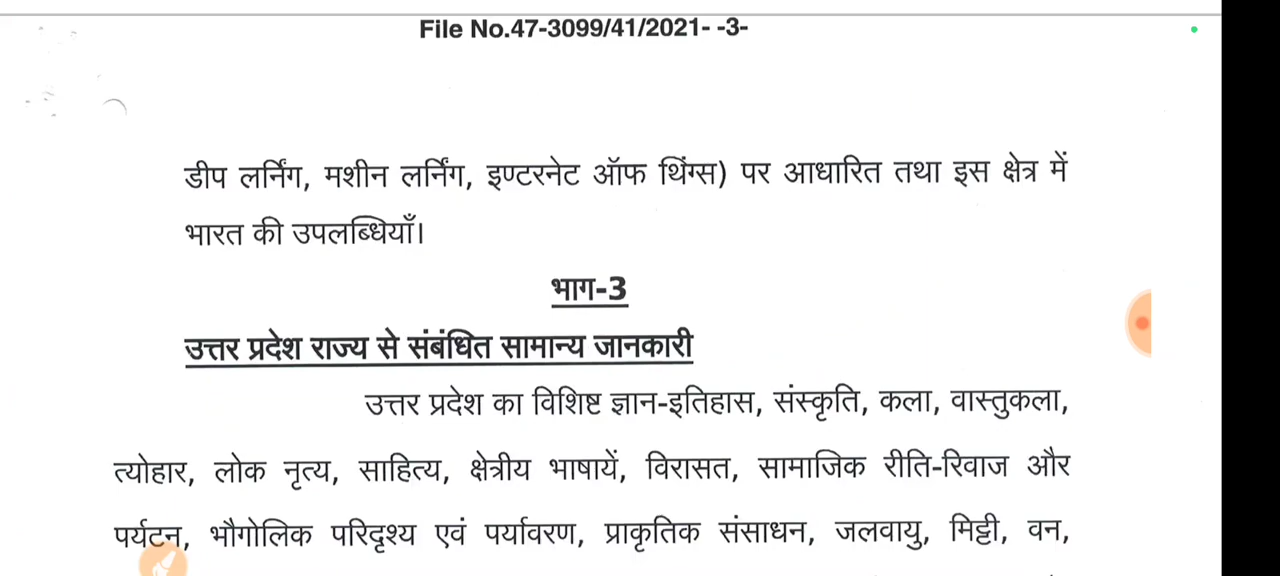 File No.47-3099/41/2021- -3-
डीप लर्निंग, मशीन लर्निंग, इण्टरनेट ऑफ थिंग्स) पर आधारित तथा इस क्षेत्र में
भारत की उपलब्धियाँ।
भाग-3
उत्तर प्रदेश राज्य से संबंधित सामान्य जानकारी
उत्तर प्रदेश का विशिष्ट ज्ञान-इतिहास, संस्कृति, कला, वास्तुकला,
त्योहार, लोक नृत्य, साहित्य, क्षेत्रीय भाषायें, विरासत, सामाजिक रीति-रिवाज और
पर्यटन, भौगोलिक परिदृश्य एवं पर्यावरण, प्राकृतिक संसाधन, जलवायु, मिट्टी, वन,